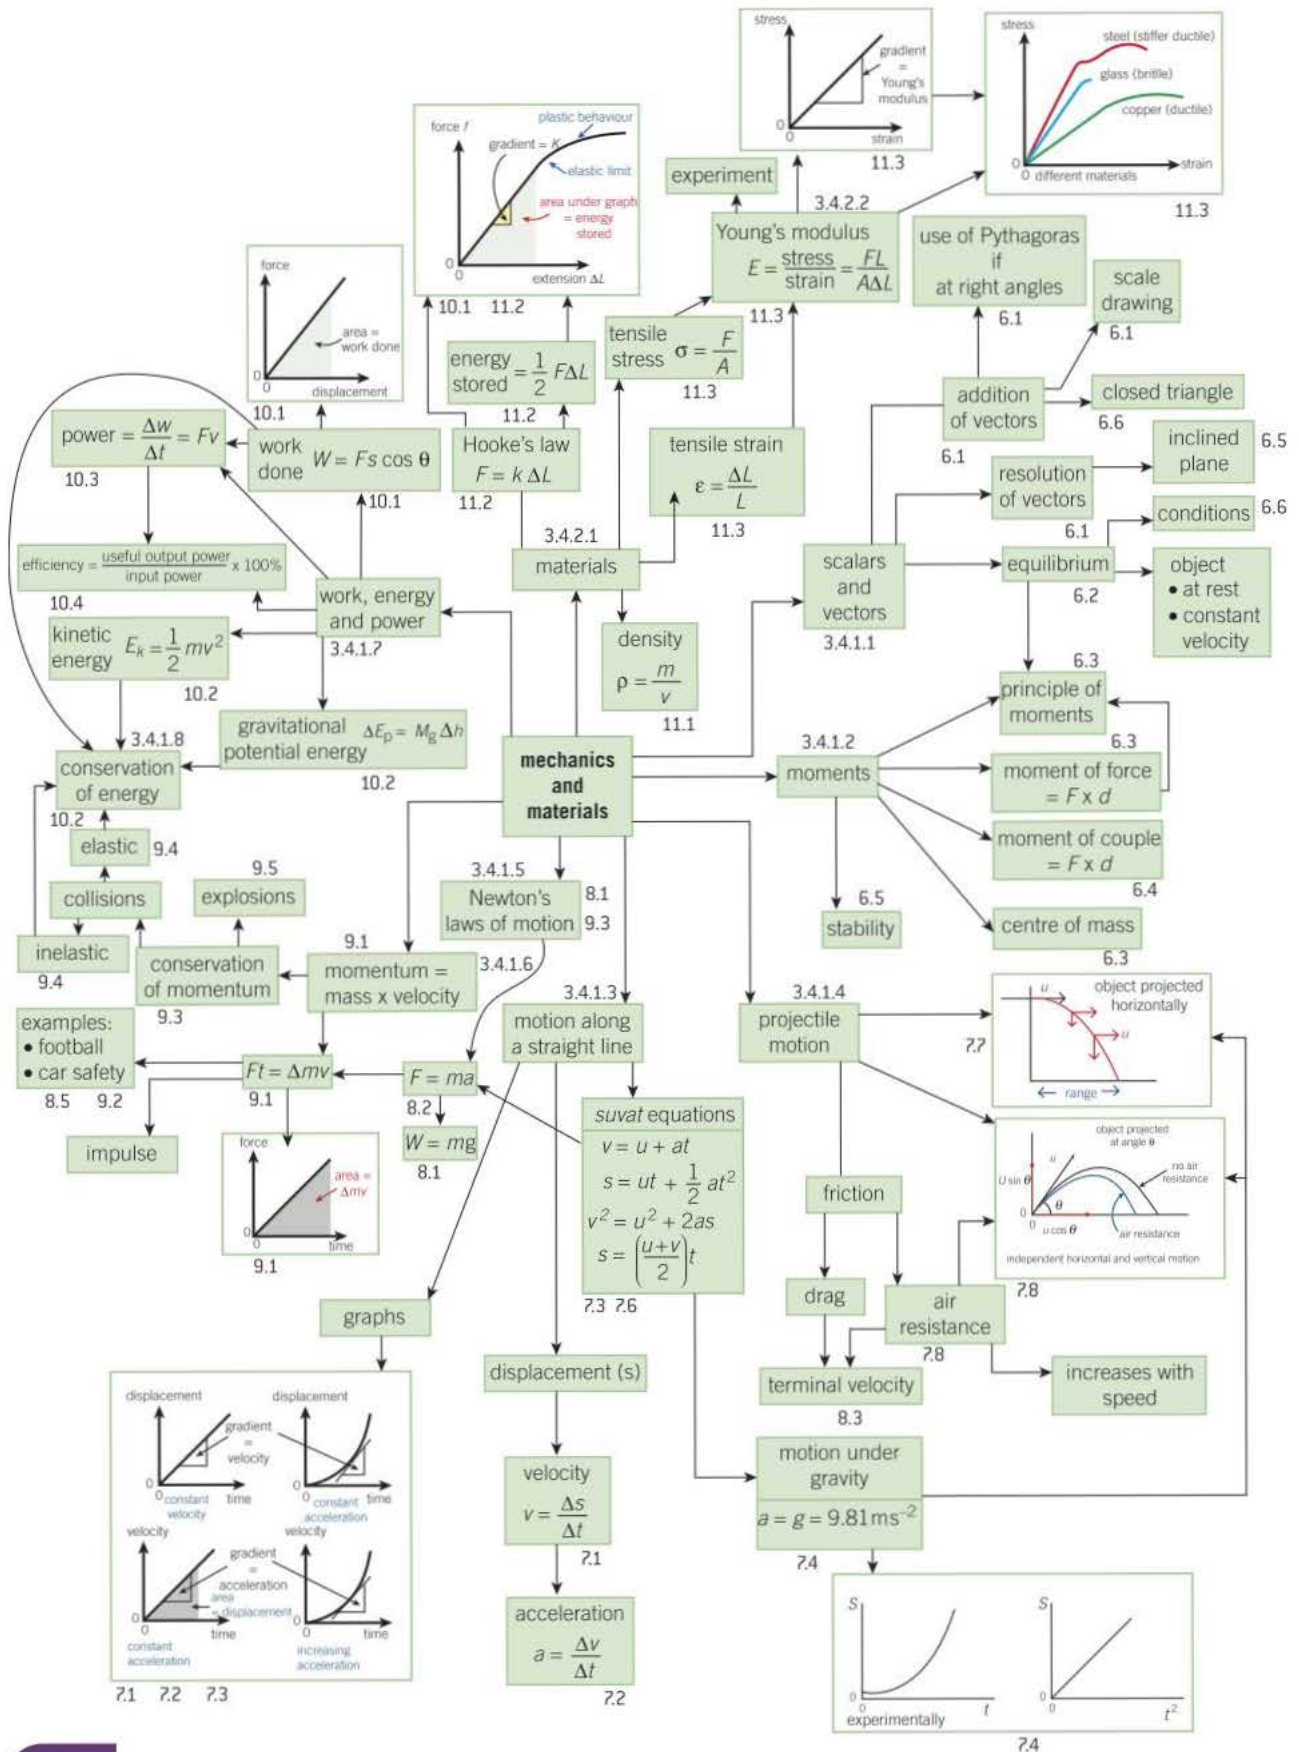 stress
gradient
=
Young's
modulus
0
0
strain
11.3
stress
steel (stiffer ductile)
glass (britile)
copper (ductile)
0
strain
0 different materials
11.3
force f
plastic behaviour
gradient = K
elastic limit
area under graph
= energy
stored
0
0
extension ΔL
10.1 11.2
experiment
3.4.2.2
Young's modulus
E = stress/strain = FL/AΔL
11.3
use of Pythagoras
if
at right angles
6.1
scale
drawing
6.1
force
area =
work done
0
0
displacement
10.1
energy
stored = 1/2 FΔL
11.2
tensile
stress σ = F/A
11.3
addition
of vectors
6.1
closed triangle
6.6
power = Δw/Δt = Fv
10.3
work
done W = Fs cos θ
10.1
Hooke's law
F = k ΔL
11.2
tensile strain
ε = ΔL/L
11.3
inclined
plane
6.5
resolution
of vectors
6.1
conditions
6.6
3.4.2.1
materials
scalars
and
vectors
3.4.1.1
equilibrium
6.2
object
• at rest
• constant
velocity
efficiency = useful output power/input power x 100%
10.4
work, energy
and power
3.4.1.7
kinetic
energy Ek = 1/2 mv²
10.2
density
ρ = m/v
11.1
6.3
principle of
moments
6.3
gravitational
potential energy ΔEp = Mg Δh
10.2
3.4.1.8
conservation
of energy
10.2
mechanics
and
materials
3.4.1.2
moments
moment of force
= F x d
moment of couple
= F x d
6.4
elastic
9.4
collisions
9.5
explosions
3.4.1.5
Newton's
laws of motion
8.1
9.3
6.5
stability
centre of mass
6.3
inelastic
9.4
conservation
of momentum
9.3
9.1
momentum =
mass x velocity
3.4.1.6
3.4.1.3
motion along
a straight line
3.4.1.4
projectile
motion
u
object projected
horizontally
u
range
7.7
examples:
• football
• car safety
8.5 9.2
Ft = Δmv
9.1
F = ma
8.2
W = mg
8.1
impulse
force
area =
Δmv
0
0
time
9.1
suvat equations
v = u + at
s = ut + 1/2 at²
v² = u² + 2as
s = (u+v/2)t
7.3 7.6
object projected
at angle θ
u
no air
resistance
U sin θ
θ
0
0
u cos θ
air resistance
independent horizontal and vertical motion
7.8
friction
drag
air
resistance
7.8
graphs
displacement (s)
terminal velocity
8.3
increases with
speed
displacement
displacement
gradient
=
velocity
0
0
constant
velocity
time
0
0
constant
acceleration
time
velocity
velocity
gradient
=
acceleration
area
= displacement
0
0
time
constant
acceleration
0
0
time
increasing
acceleration
7.1 7.2 7.3
velocity
v = Δs/Δt
7.1
acceleration
a = Δv/Δt
7.2
motion under
gravity
a = g = 9.81 ms⁻²
7.4
S
0
0
t
experimentally
S
0
0
t²
7.4